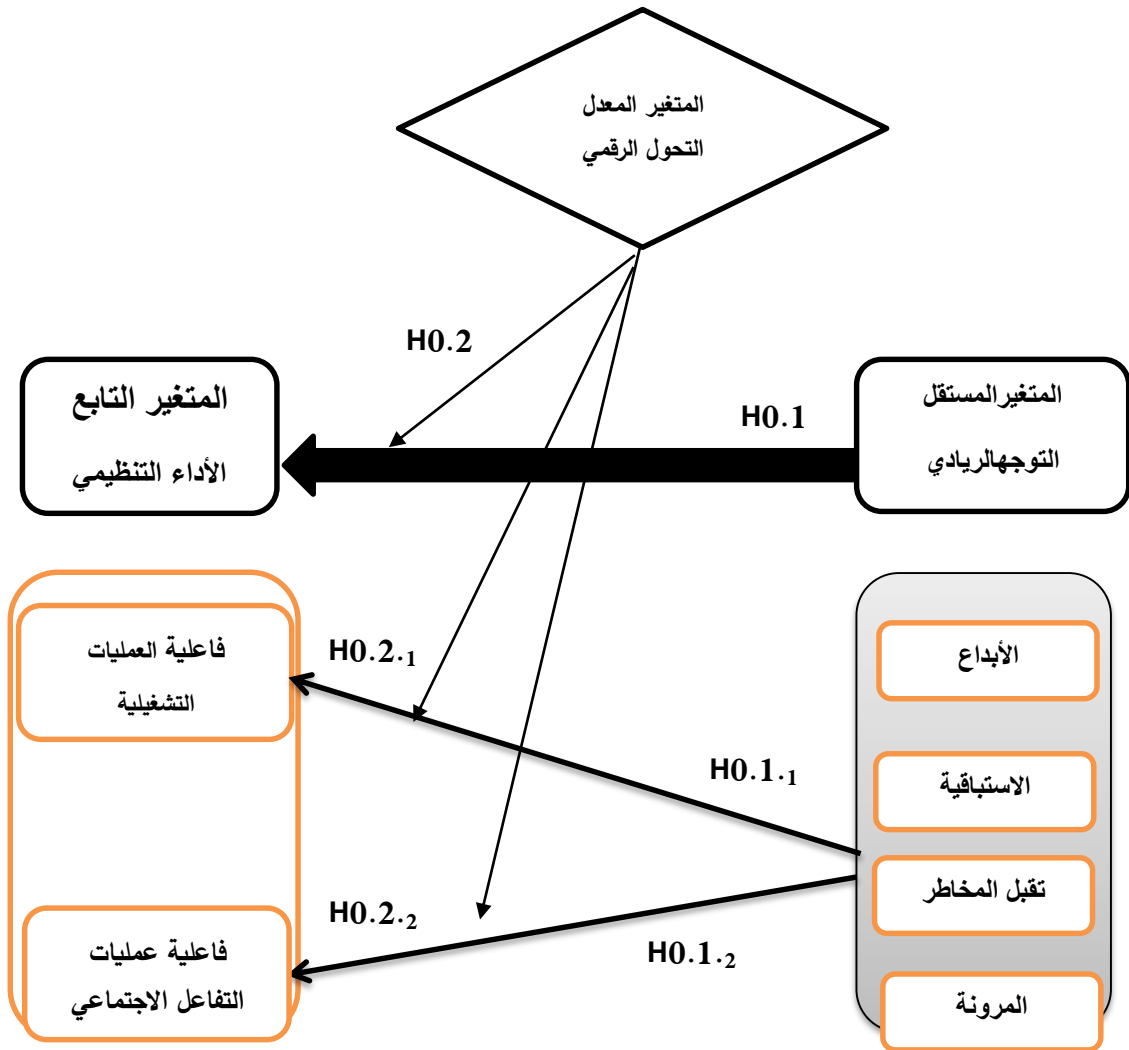 المتغير المعدل
التحول الرقمي
H0.2
المتغيرالمستقل
التوجهالريادي
H0.1
المتغير التابع
الأداء التنظيمي
الأبداع
الاستباقية
تقبل المخاطر
المرونة
H0.1.1
H0.1.2
H0.2.1
H0.2.2
فاعلية العمليات
التشغيلية
فاعلية عمليات
التفاعل الاجتماعي